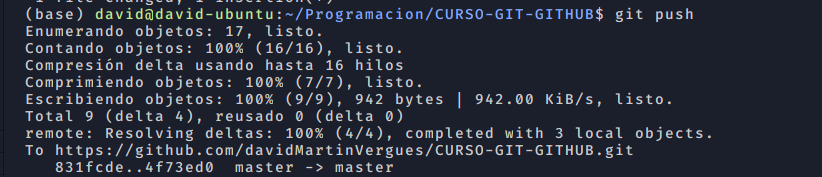 (base) david@david-ubuntu:~/Programacion/CURSO-GIT-GITHUB$ git push
Enumerando objetos: 17, listo.
Contando objetos: 100% (16/16), listo.
Compresión delta usando hasta 16 hilos
Comprimiendo objetos: 100% (7/7), listo.
Escribiendo objetos: 100% (9/9), 942 bytes | 942.00 KiB/s, listo.
Total 9 (delta 4), reusado 0 (delta 0)
remote: Resolving deltas: 100% (4/4), completed with 3 local objects.
To https://github.com/davidMartinVergues/CURSO-GIT-GITHUB.git
   831fcde..4f73ed0  master -> master